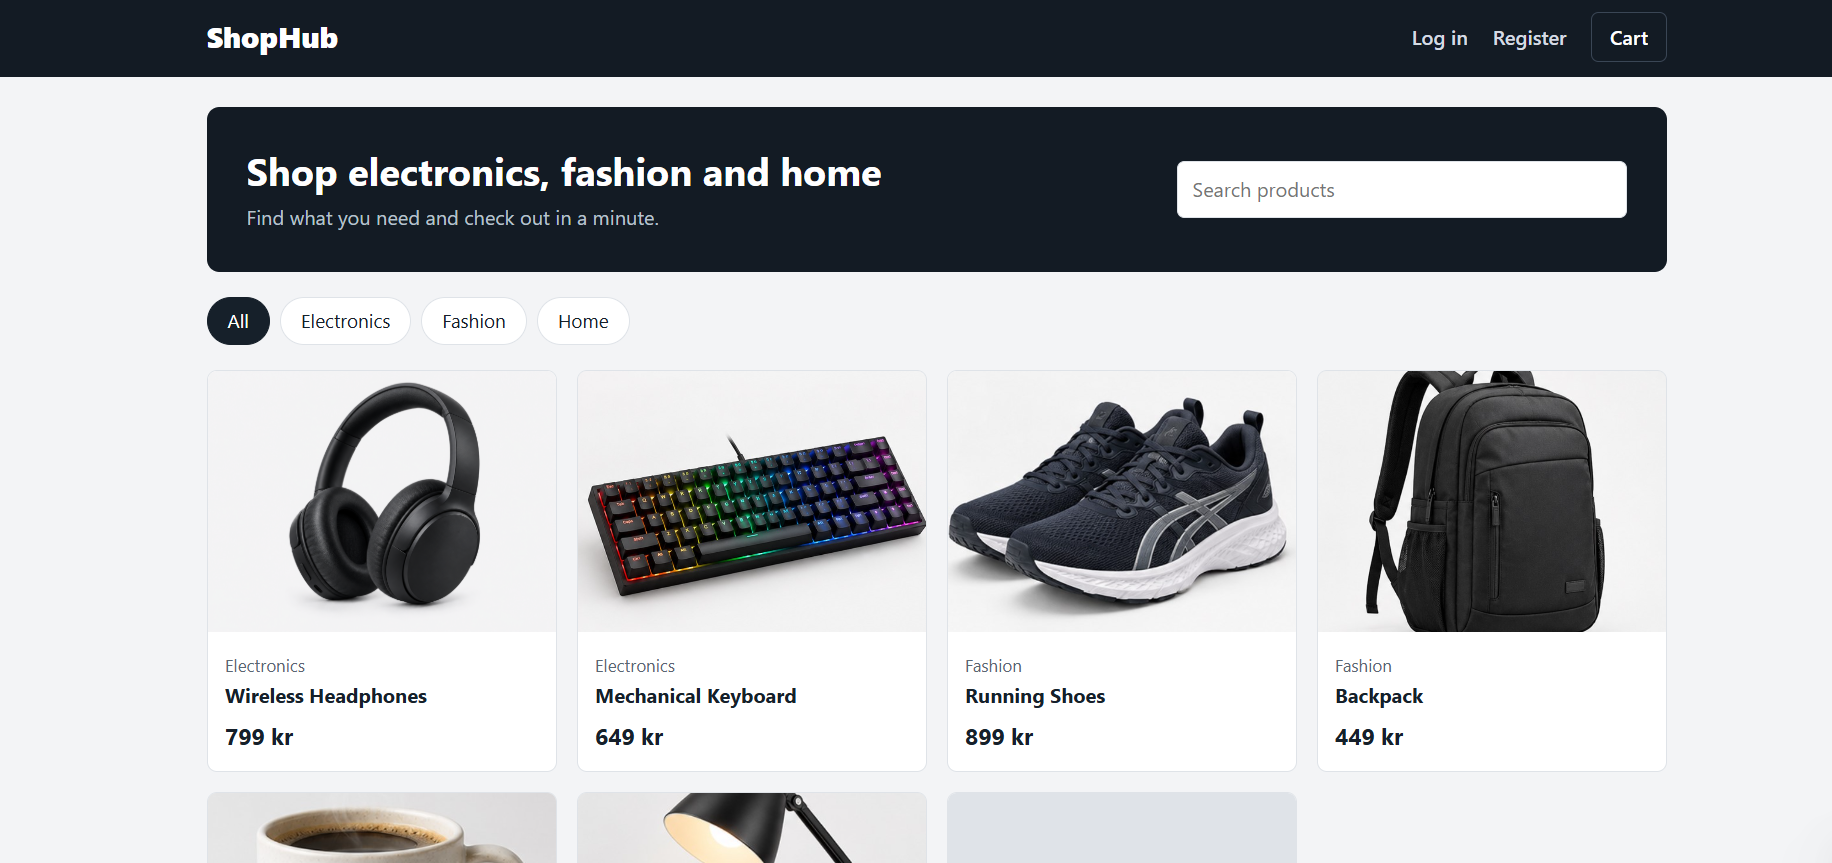 ShopHub
Log in
Register
Cart
Shop electronics, fashion and home
Find what you need and check out in a minute.
Search products
All
Electronics
Fashion
Home
Electronics
Wireless Headphones
799 kr
Electronics
Mechanical Keyboard
649 kr
Fashion
Running Shoes
899 kr
Fashion
Backpack
449 kr